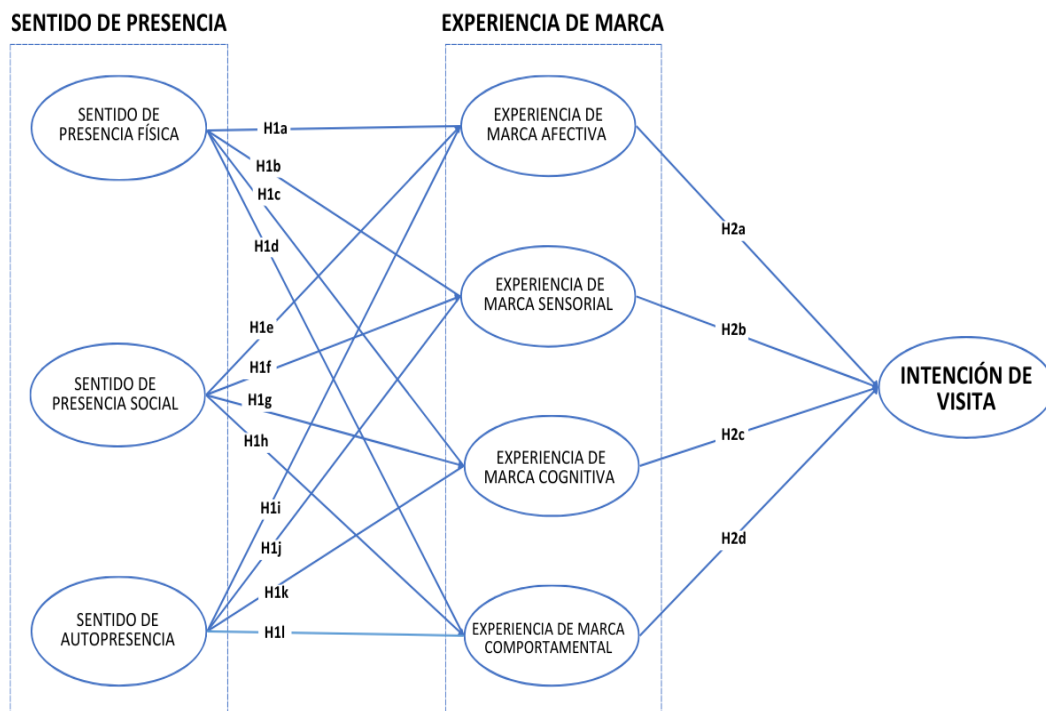 SENTIDO DE PRESENCIA
EXPERIENCIA DE MARCA
SENTIDO DE
PRESENCIA FÍSICA
SENTIDO DE
PRESENCIA SOCIAL
SENTIDO DE
AUTOPRESENCIA
H1a
H1b
H1c
H1d
H1e
H1f
H1g
H1h
H1i
H1j
H1k
H1l
EXPERIENCIA DE
MARCA AFECTIVA
EXPERIENCIA DE
MARCA SENSORIAL
EXPERIENCIA DE
MARCA COGNITIVA
EXPERIENCIA DE MARCA
COMPORTAMENTAL
H2a
H2b
H2c
H2d
INTENCIÓN DE
VISITA